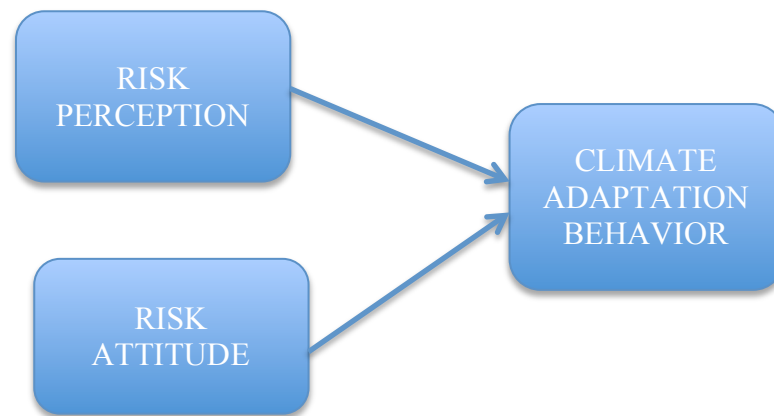 RISK
PERCEPTION
CLIMATE
ADAPTATION
BEHAVIOR
RISK
ATTITUDE